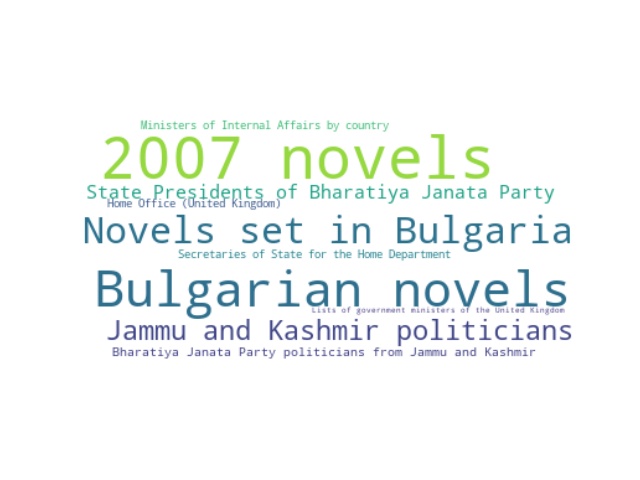 Ministers of Internal Affairs by country
2007 novels
State Presidents of Bharatiya Janata Party
Home Office (United Kingdom)
Novels set in Bulgaria
Secretaries of State for the Home Department
Bulgarian novels
Lists of government ministers of the United Kingdom
Jammu and Kashmir politicians
Bharatiya Janata Party politicians from Jammu and Kashmir